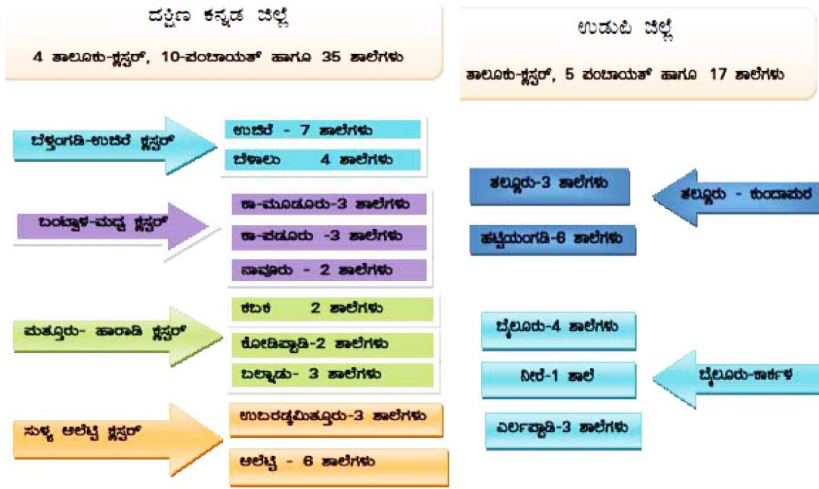 ದಕ್ಷಿಣ ಕನ್ನಡ ಜಿಲ್ಲೆ
4 ತಾಲೂಕು-ಕ್ಲಸ್ಟರ್, 10-ಪಂಚಾಯತ್ ಹಾಗೂ 35 ಶಾಲೆಗಳು
ಬೆಳ್ತಂಗಡಿ-ಉಜಿರೆ ಕ್ಲಸ್ಟರ್
ಉಜಿರೆ - 7 ಶಾಲೆಗಳು
ಬೆಳಾಲು 4 ಶಾಲೆಗಳು
ಬಂಟ್ವಾಳ-ಮಧ್ವ ಕ್ಲಸ್ಟರ್
ಕಾ-ಮೂಡೂರು-3 ಶಾಲೆಗಳು
ಕಾ-ಪಡೂರು -3 ಶಾಲೆಗಳು
ನಾವೂರು - 2 ಶಾಲೆಗಳು
ಪುತ್ತೂರು- ಹಾರಾಡಿ ಕ್ಲಸ್ಟರ್
ಕಬಕ 2 ಶಾಲೆಗಳು
ಕೋಡಿಪ್ಪಾಡಿ-2 ಶಾಲೆಗಳು
ಬಲ್ನಾಡು- 3 ಶಾಲೆಗಳು
ಸುಳ್ಯ ಆಲೆಟ್ಟಿ ಕ್ಲಸ್ಟರ್
ಉಬರಡ್ಕಮಿತ್ತೂರು-3 ಶಾಲೆಗಳು
ಆಲೆಟ್ಟಿ - 6 ಶಾಲೆಗಳು
ಉಡುಪಿ ಜಿಲ್ಲೆ
ತಾಲೂಕು-ಕ್ಲಸ್ಟರ್, 5 ಪಂಚಾಯತ್ ಹಾಗೂ 17 ಶಾಲೆಗಳು
ತಲ್ಲೂರು-3 ಶಾಲೆಗಳು
ತಲ್ಲೂರು - ಕುಂದಾಪುರ
ಹಟ್ಟಿಯಂಗಡಿ-6 ಶಾಲೆಗಳು
ಬೈಲೂರು-4 ಶಾಲೆಗಳು
ನೀರೆ-1 ಶಾಲೆ
ಬೈಲೂರು-ಕಾರ್ಕಳ
ಎರ್ಲಪ್ಪಾಡಿ-3 ಶಾಲೆಗಳು